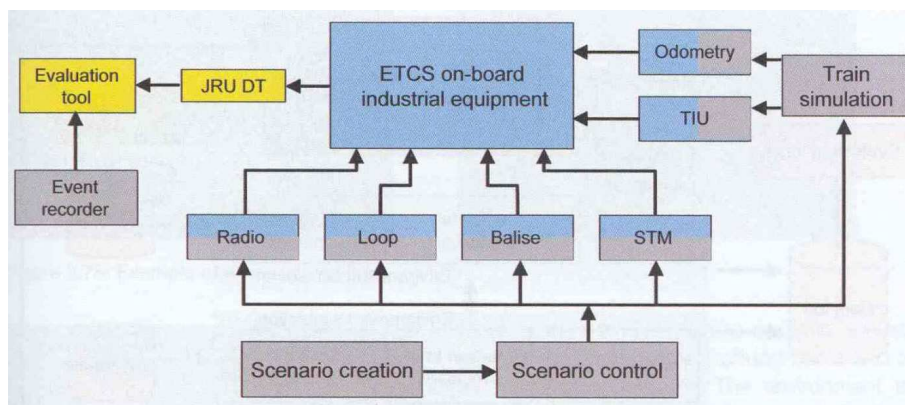 Evaluation
tool
JRU DT
ETCS on-board
industrial equipment
Odometry
TIU
Train
simulation
Event
recorder
Radio
Loop
Balise
STM
Scenario creation
Scenario control